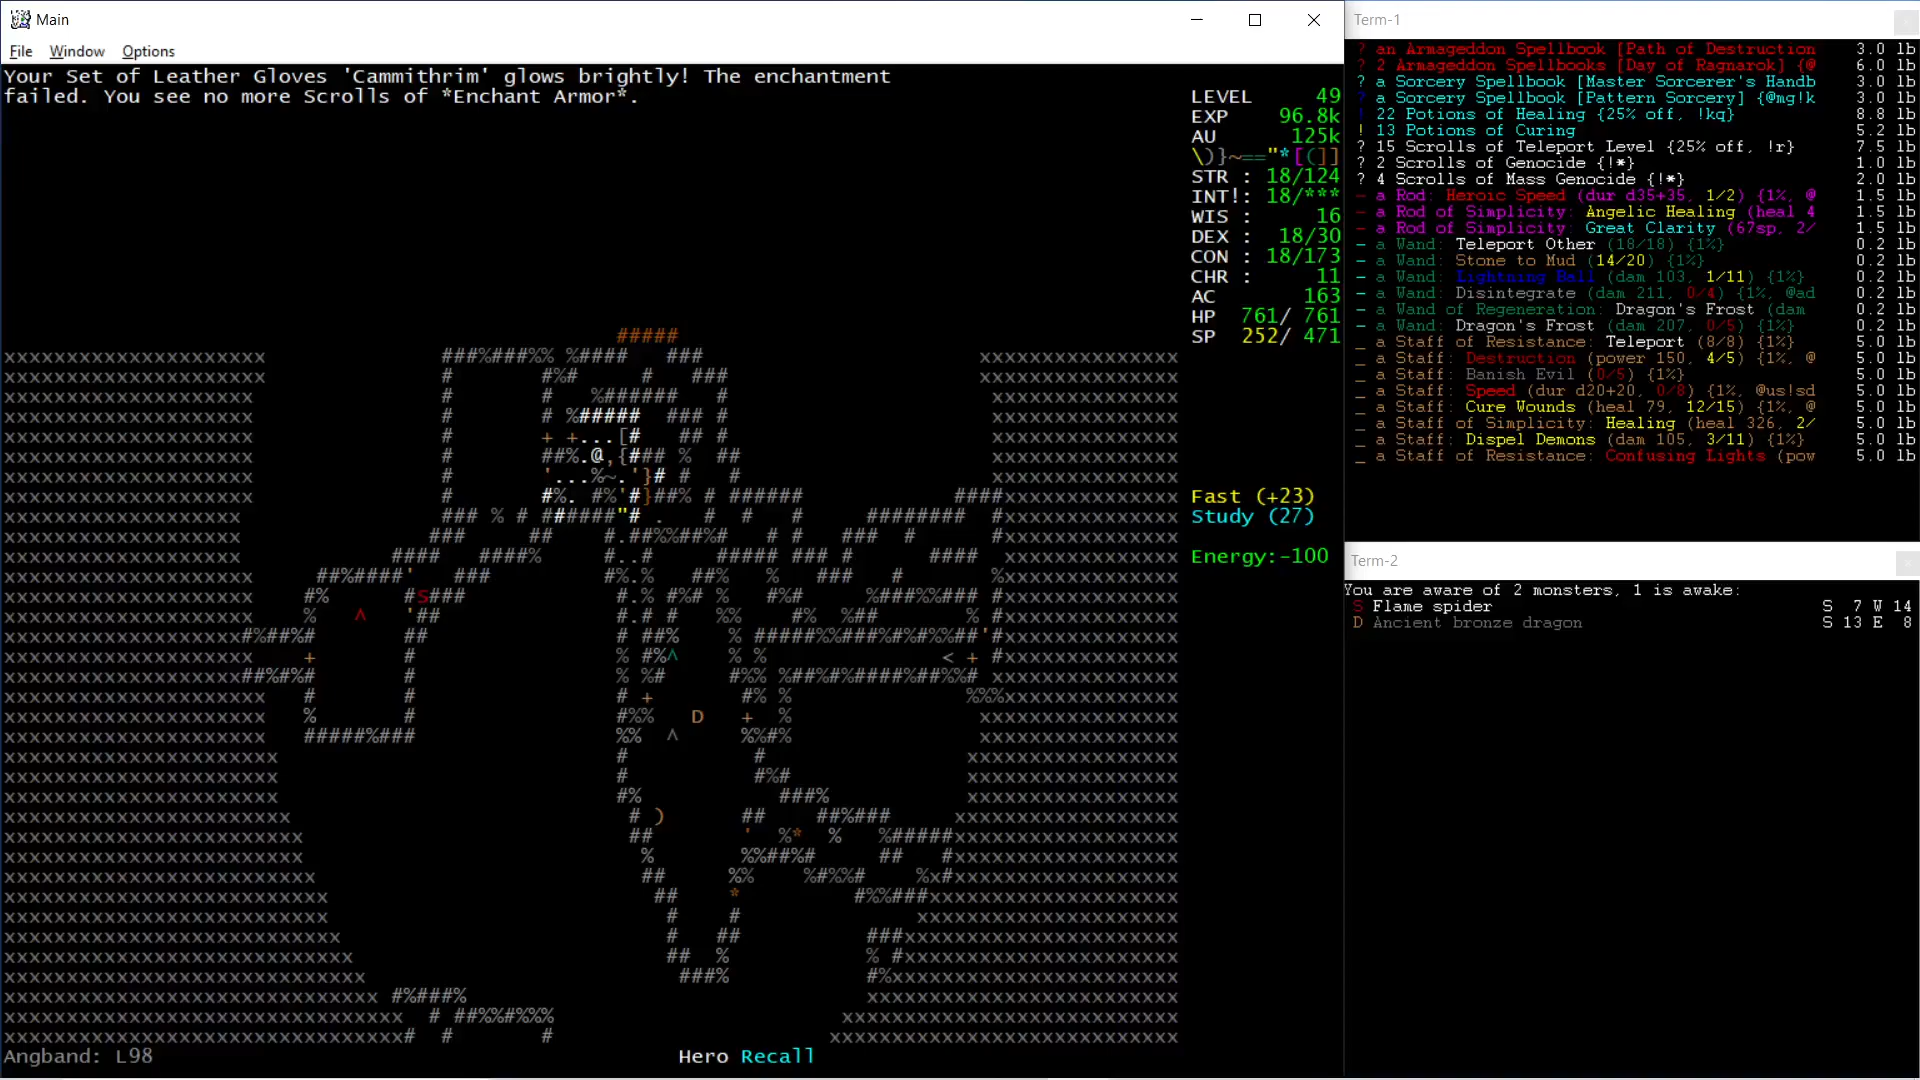 Main
File Window Options
Your Set of Leather Gloves 'Cammithrim' glows brightly! The enchantment
failed. You see no more Scrolls of *Enchant Armor*.
LEVEL 49
EXP 96.8k
AU 125k
\)}~=="*[(]]
STR : 18/124
INT!: 18/***
WIS : 16
DEX : 18/30
CON : 18/173
CHR : 11
AC 163
HP 761/ 761
SP 252/ 471
Fast (+23)
Study (27)
Energy:-100
Angband: L98
Hero Recall
Term-1
? an Armageddon Spellbook [Path of Destruction 3.0 lb
? 2 Armageddon Spellbooks [Day of Ragnarok] {@ 6.0 lb
? a Sorcery Spellbook [Master Sorcerer's Handb 3.0 lb
? a Sorcery Spellbook [Pattern Sorcery] {@mg!k 3.0 lb
! 22 Potions of Healing {25% off, !kq} 8.8 lb
! 13 Potions of Curing 5.2 lb
? 15 Scrolls of Teleport Level {25% off, !r} 7.5 lb
? 2 Scrolls of Genocide {!*} 1.0 lb
? 4 Scrolls of Mass Genocide {!*} 2.0 lb
- a Rod: Heroic Speed (dur d35+35, 1/2) {1%, @ 1.5 lb
- a Rod of Simplicity: Angelic Healing (heal 4 1.5 lb
- a Rod of Simplicity: Great Clarity (67sp, 2/ 1.5 lb
- a Wand: Teleport Other (18/18) {1%} 0.2 lb
- a Wand: Stone to Mud (14/20) {1%} 0.2 lb
- a Wand: Lightning Ball (dam 103, 1/11) {1%} 0.2 lb
- a Wand: Disintegrate (dam 211, 0/4) {1%, @ad 0.2 lb
- a Wand of Regeneration: Dragon's Frost (dam 0.2 lb
- a Wand: Dragon's Frost (dam 207, 0/5) {1%} 0.2 lb
_ a Staff of Resistance: Teleport (8/8) {1%} 5.0 lb
_ a Staff: Destruction (power 150, 4/5) {1%, @ 5.0 lb
_ a Staff: Banish Evil (0/5) {1%} 5.0 lb
_ a Staff: Speed (dur d20+20, 0/8) {1%, @us!sd 5.0 lb
_ a Staff: Cure Wounds (heal 79, 12/15) {1%, @ 5.0 lb
_ a Staff of Simplicity: Healing (heal 326, 2/ 5.0 lb
_ a Staff: Dispel Demons (dam 105, 3/11) {1%} 5.0 lb
_ a Staff of Resistance: Confusing Lights (pow 5.0 lb
Term-2
You are aware of 2 monsters, 1 is awake:
S Flame spider S 7 W 14
D Ancient bronze dragon S 13 E 8